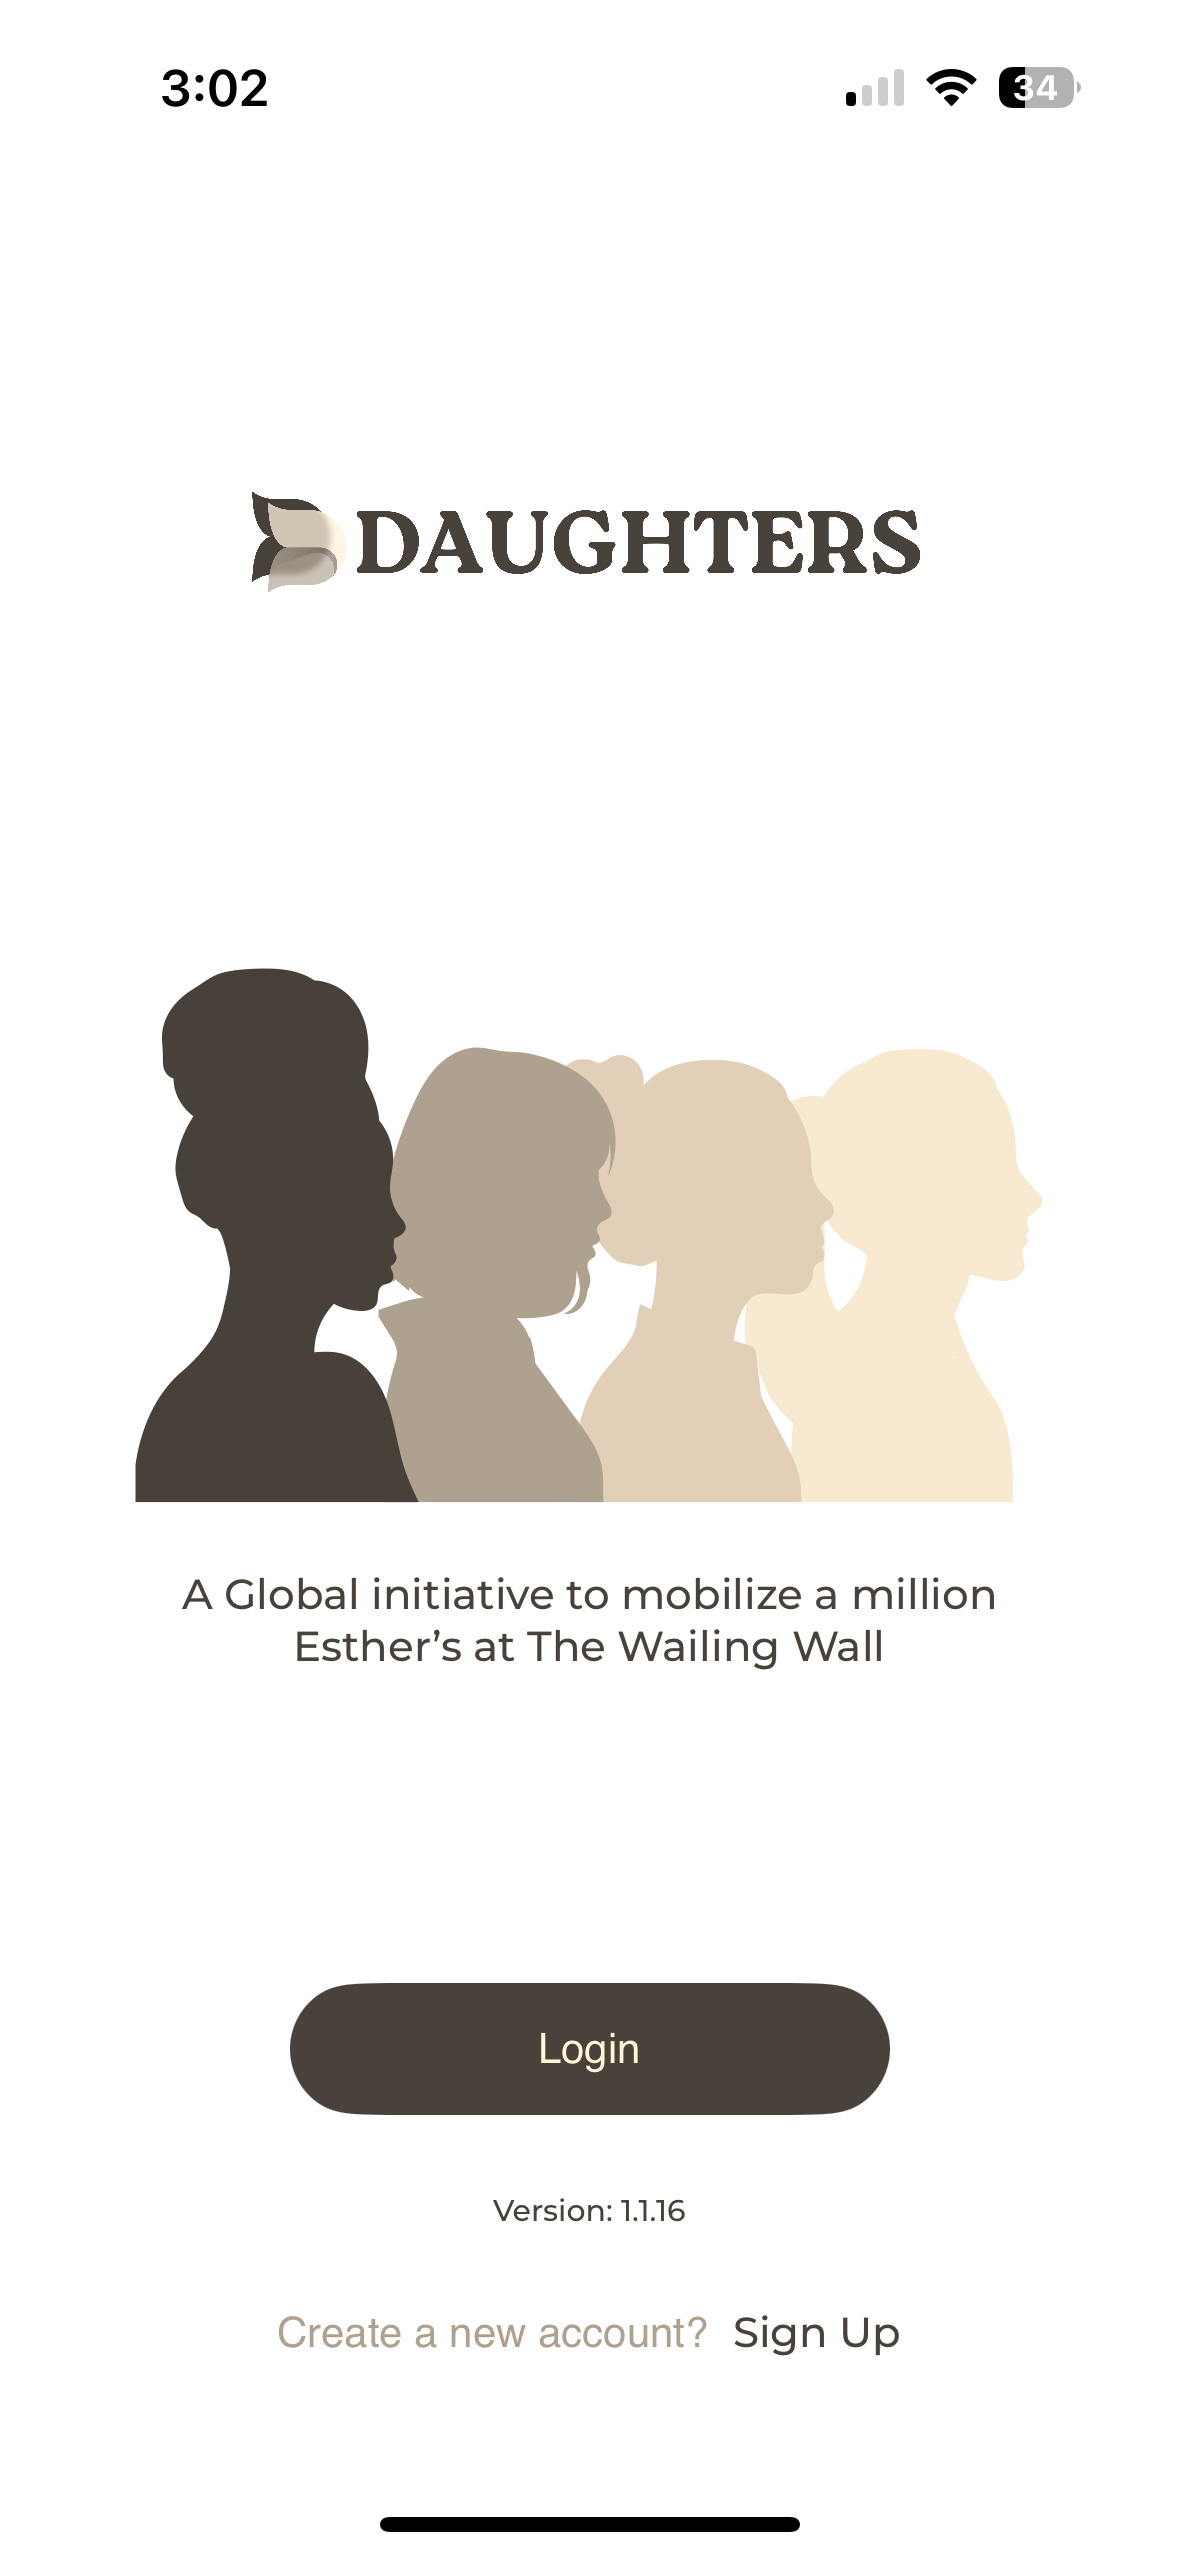 3:02
34
DAUGHTERS
A Global initiative to mobilize a million
Esther’s at The Wailing Wall
Login
Version: 1.1.16
Create a new account? Sign Up